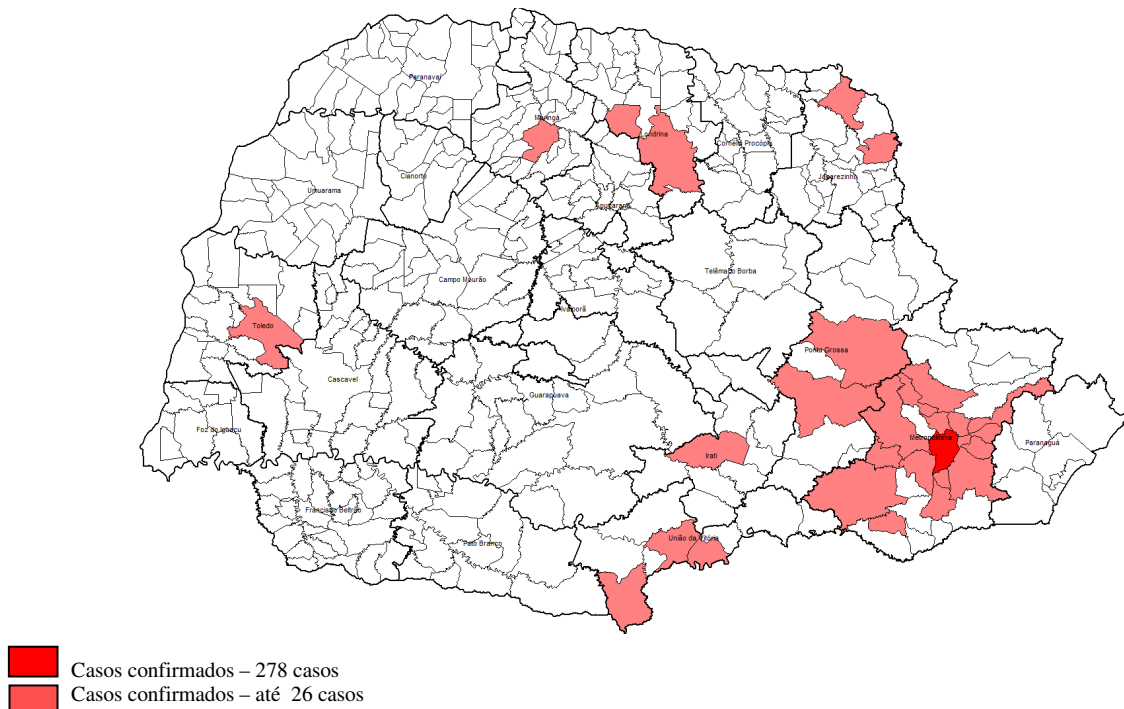 Paranavaí
Maringá
Londrina
Cornélio Procópio
Jacarezinho
Umuarama
Cianorte
Apucarana
Campo Mourão
Telêmaco Borba
Ivaiporã
Toledo
Ponta Grossa
Cascavel
Guarapuava
Foz do Iguaçu
Metropolitana
Paranaguá
Irati
Francisco Beltrão
União da Vitória
Pato Branco
Casos confirmados – 278 casos
Casos confirmados – até 26 casos